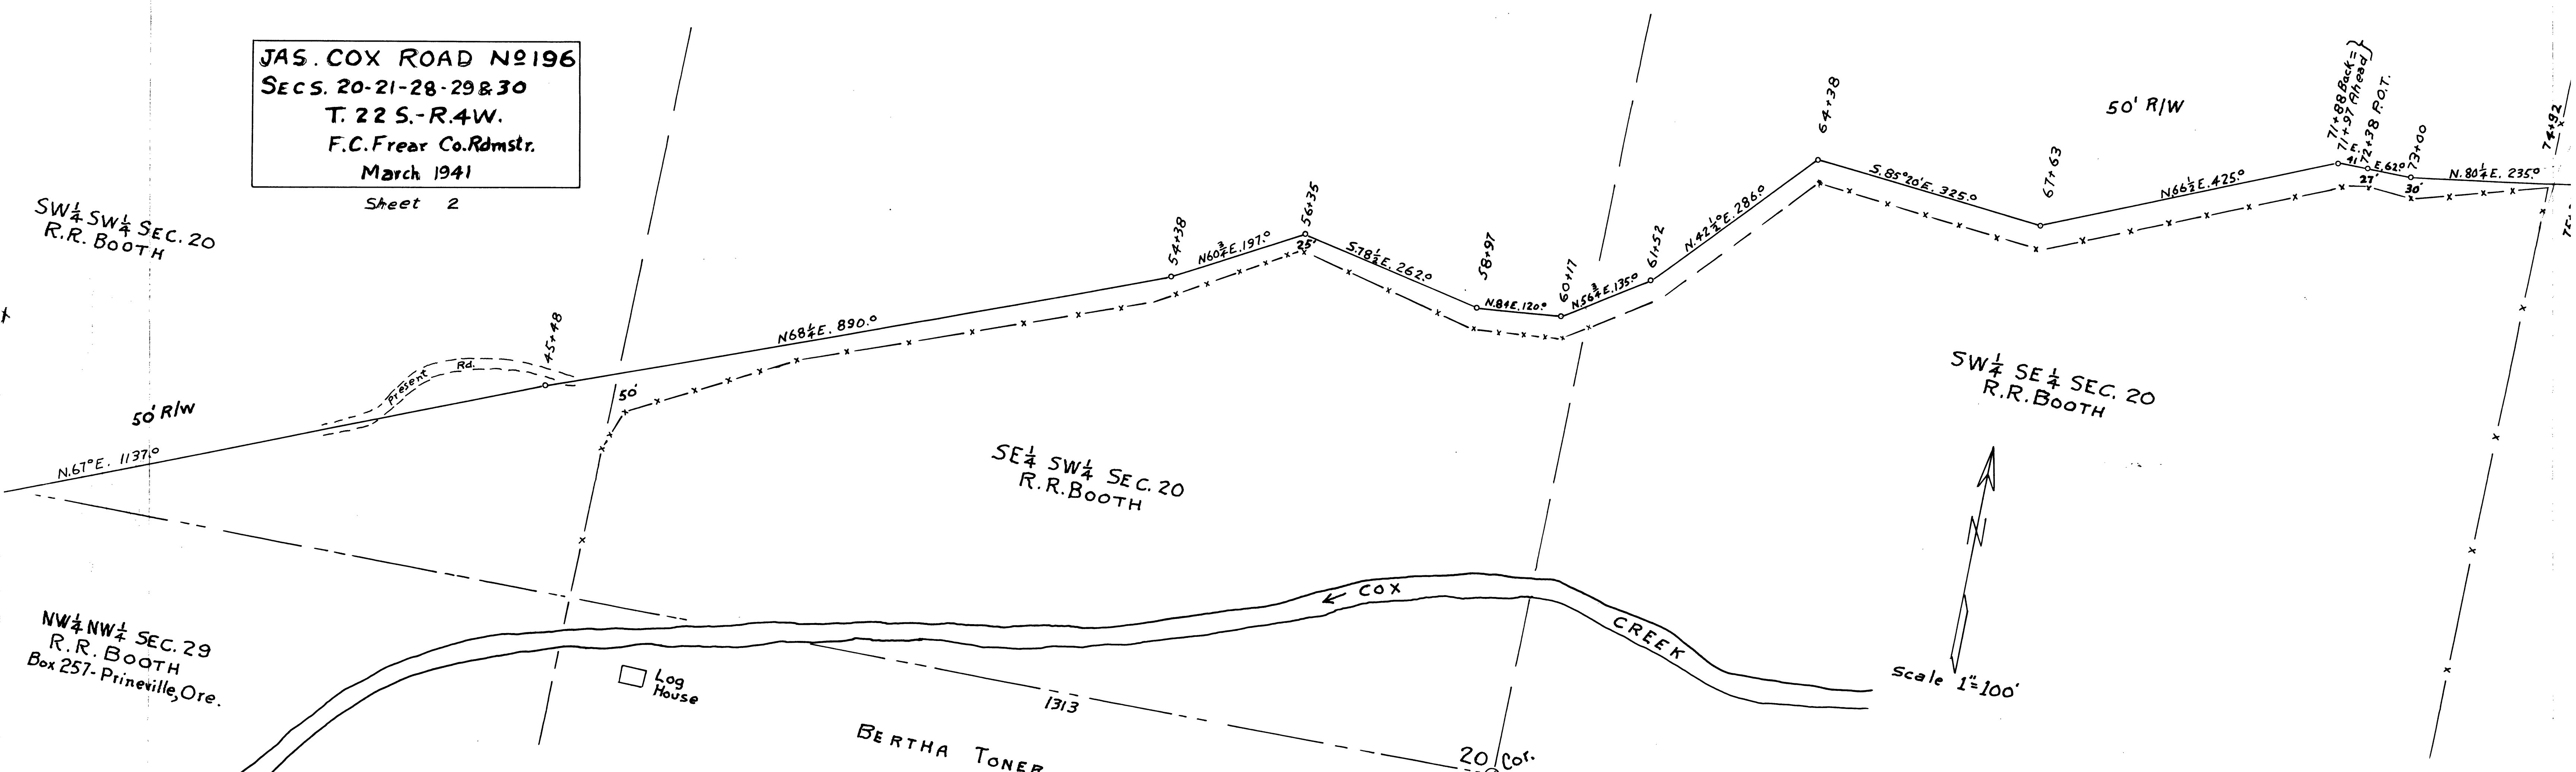 JAS. COX ROAD Nº196
SECS. 20-21-28-29&30
T. 22 S.-R.4W.
F.C.Frear Co.Rdmstr.
March 1941
Sheet 2
SW¼ SW¼ SEC. 20
R.R. BOOTH
50' R/W
N.67°E. 1137.0
Present Rd.
45+48
50'
N68¼E. 890.0
54+38
N60¾E. 197.0
56+35
25'
S.78½E. 262.0
58+97
N.84E. 120.0
60+17
N.56¾E. 135.0
61+52
N.42½E. 286.0
64+38
S.85°20'E. 325.0
67+63
N66½E. 425.0
50' R/W
71+88 Back =
71+97 Ahead
72+38 P.O.T.
73+00
74+92
E. 41
E. 62.0
27'
30'
N. 80¼E. 235.0
SE¼ SW¼ SEC. 20
R.R.BOOTH
SW¼ SE¼ SEC. 20
R.R.BOOTH
N
Scale 1"=100'
COX
CREEK
NW¼ NW¼ SEC. 29
R.R. BOOTH
Box 257-Prineville, Ore.
Log
House
1313
BERTHA TONER
20 Cor.